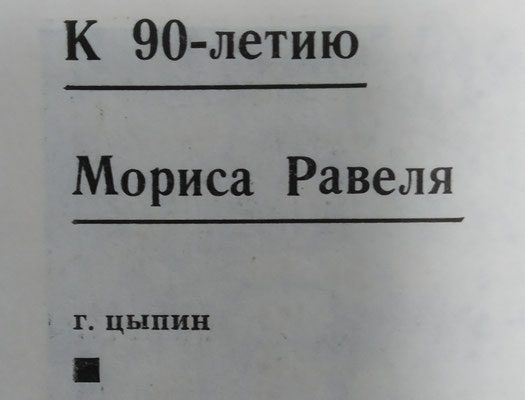 К 90-летию
Мориса Равеля
г. цыпин